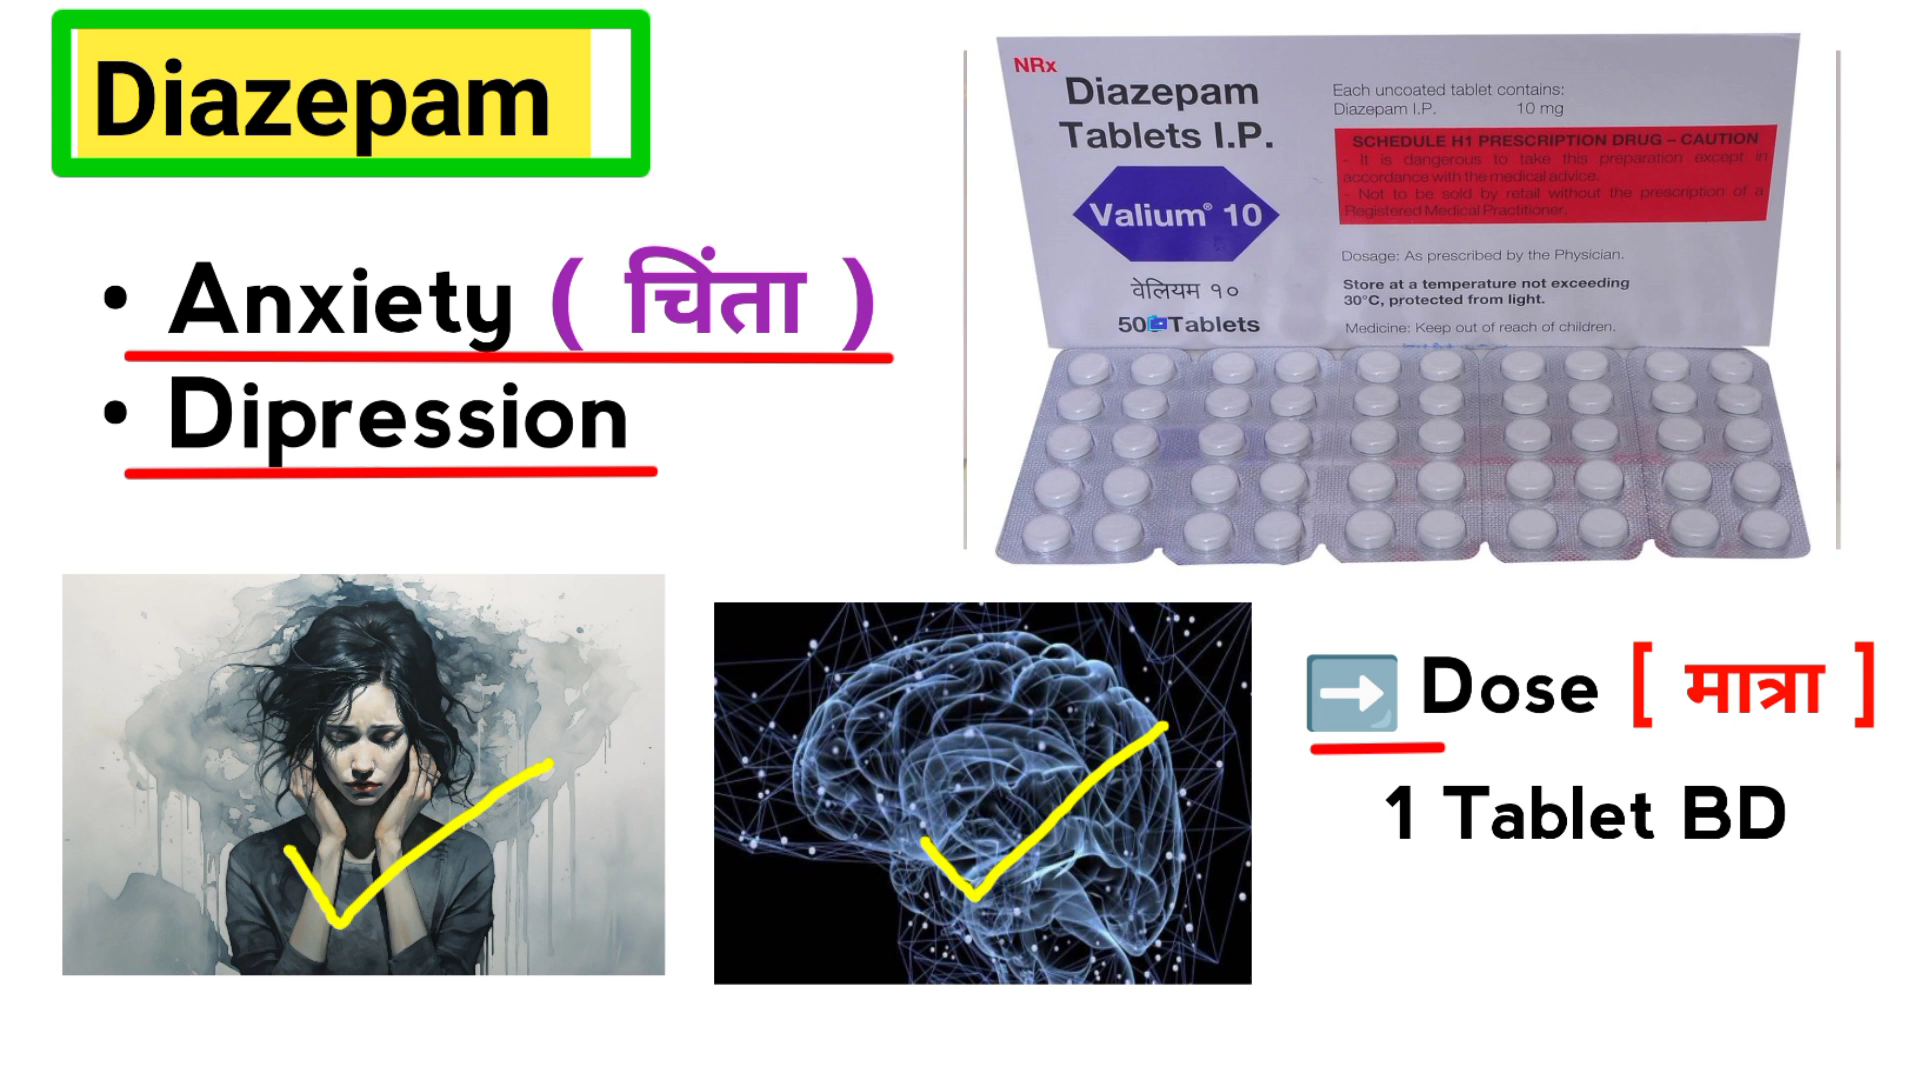 Diazepam
• Anxiety ( चिंता )
• Dipression
NRx
Diazepam
Tablets I.P.
Valium® 10
वेलियम १०
50 Tablets
Each uncoated tablet contains:
Diazepam I.P. 10 mg
SCHEDULE H1 PRESCRIPTION DRUG – CAUTION
- It is dangerous to take this preparation except in
accordance with the medical advice.
- Not to be sold by retail without the prescription of a
Registered Medical Practitioner.
Dosage: As prescribed by the Physician.
Store at a temperature not exceeding
30°C, protected from light.
Medicine: Keep out of reach of children.
➡ Dose [ मात्रा ]
1 Tablet BD